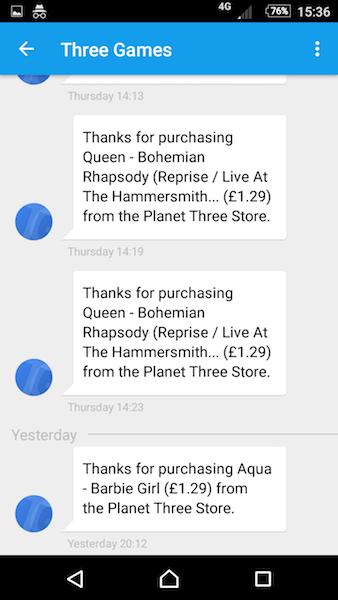 4G 76% 15:36
Three Games
Thursday 14:13
Thanks for purchasing
Queen - Bohemian
Rhapsody (Reprise / Live At
The Hammersmith... (£1.29)
from the Planet Three Store.
Thursday 14:19
Thanks for purchasing
Queen - Bohemian
Rhapsody (Reprise / Live At
The Hammersmith... (£1.29)
from the Planet Three Store.
Thursday 14:23
Yesterday
Thanks for purchasing Aqua
- Barbie Girl (£1.29) from
the Planet Three Store.
Yesterday 20:12